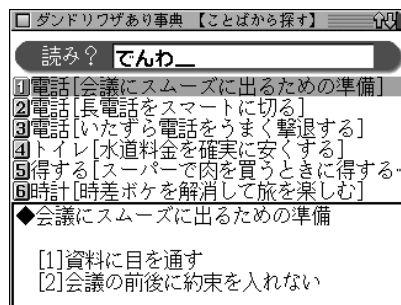 ダンドリワザあり事典 【ことばから探す】
読み? でんわ_
1電話[会議にスムーズに出るための準備]
2電話[長電話をスマートに切る]
3電話[いたずら電話をうまく撃退する]
4トイレ[水道料金を確実に安くする]
5得する[スーパーで肉を買うときに得する…
6時計[時差ボケを解消して旅を楽しむ]
◆会議にスムーズに出るための準備
[1]資料に目を通す
[2]会議の前後に約束を入れない